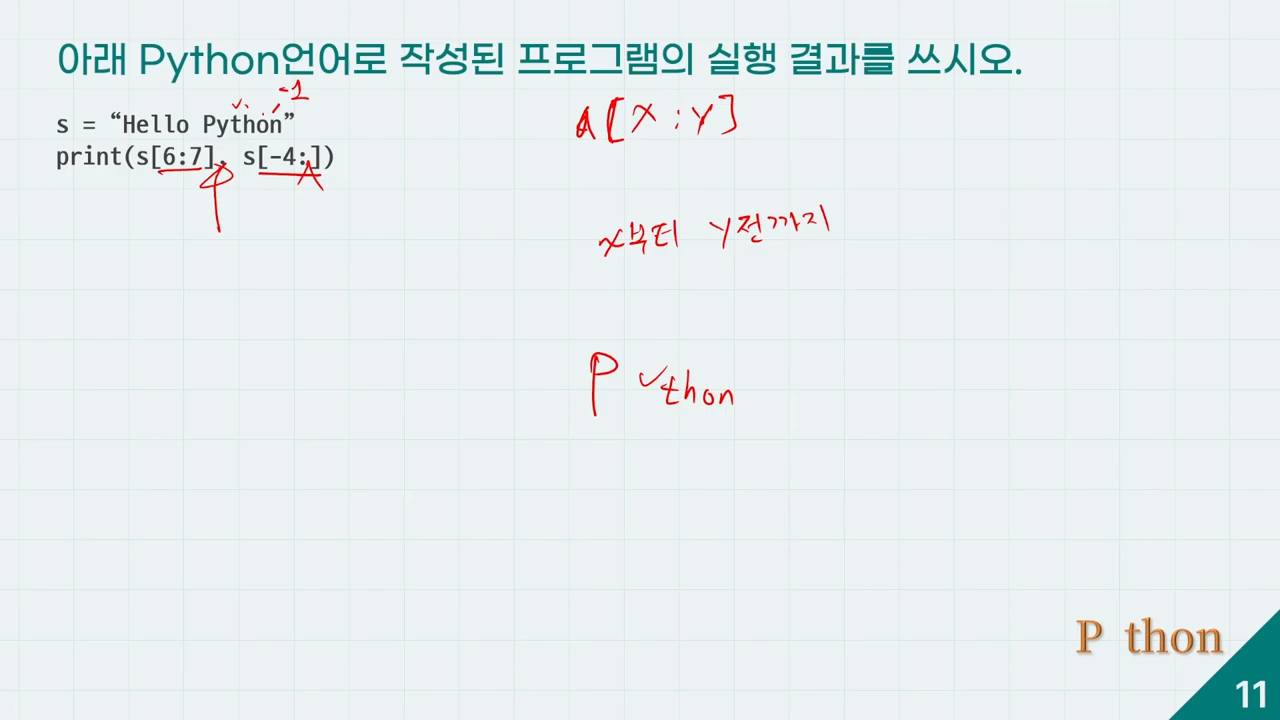 아래 Python언어로 작성된 프로그램의 실행 결과를 쓰시오.
-1
s = “Hello Python”
print(s[6:7], s[-4:])
a[X:Y]
x부터 y전까지
P thon
P thon
11